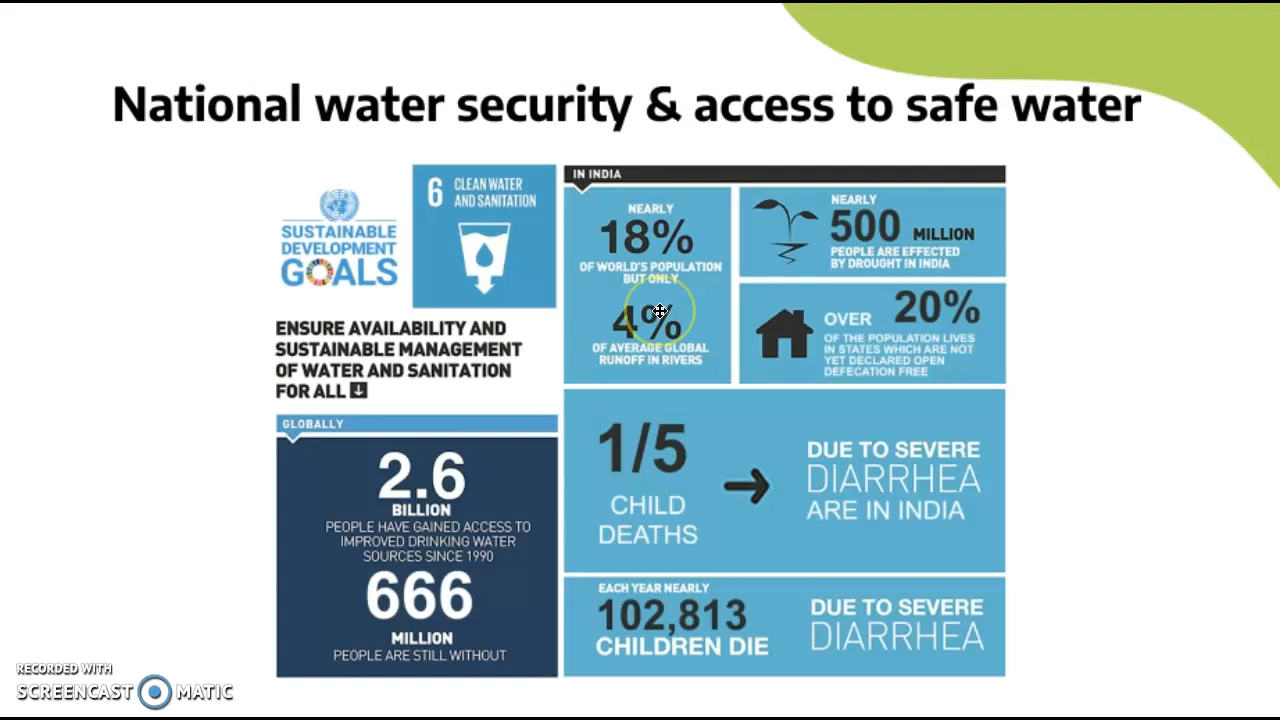 National water security & access to safe water
SUSTAINABLE
DEVELOPMENT
GOALS
6 CLEAN WATER
AND SANITATION
ENSURE AVAILABILITY AND
SUSTAINABLE MANAGEMENT
OF WATER AND SANITATION
FOR ALL
GLOBALLY
2.6
BILLION
PEOPLE HAVE GAINED ACCESS TO
IMPROVED DRINKING WATER
SOURCES SINCE 1990
666
MILLION
PEOPLE ARE STILL WITHOUT
IN INDIA
NEARLY
18%
OF WORLD'S POPULATION
BUT ONLY
4%
OF AVERAGE GLOBAL
RUNOFF IN RIVERS
NEARLY
500 MILLION
PEOPLE ARE EFFECTED
BY DROUGHT IN INDIA
OVER 20%
OF THE POPULATION LIVES
IN STATES WHICH ARE NOT
YET DECLARED OPEN
DEFECATION FREE
1/5
CHILD
DEATHS
DUE TO SEVERE
DIARRHEA
ARE IN INDIA
EACH YEAR NEARLY
102,813
CHILDREN DIE
DUE TO SEVERE
DIARRHEA
RECORDED WITH
SCREENCAST MATIC